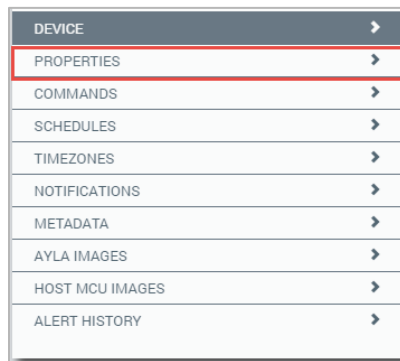 DEVICE
PROPERTIES
COMMANDS
SCHEDULES
TIMEZONES
NOTIFICATIONS
METADATA
AYLA IMAGES
HOST MCU IMAGES
ALERT HISTORY